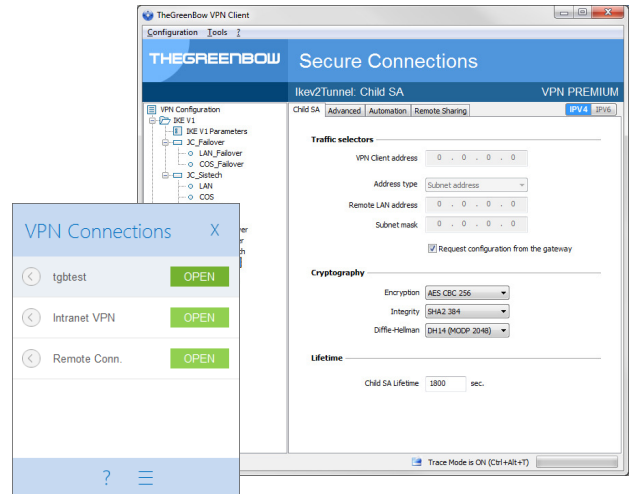 TheGreenBow VPN Client
Configuration Tools ?
THEGREENBOW
Secure Connections
Ikev2Tunnel: Child SA
VPN PREMIUM
VPN Configuration
IKE V1
IKE V1 Parameters
JC_Failover
LAN_Failover
COS_Failover
JC_Sistech
LAN
COS
Child SA Advanced Automation Remote Sharing
IPV4 IPV6
Traffic selectors
VPN Client address 0 . 0 . 0 . 0
Address type Subnet address
Remote LAN address 0 . 0 . 0 . 0
Subnet mask 0 . 0 . 0 . 0
Request configuration from the gateway
Cryptography
Encryption AES CBC 256
Integrity SHA2 384
Diffie-Hellman DH14 (MODP 2048)
Lifetime
Child SA Lifetime 1800 sec.
Trace Mode is ON (Ctrl+Alt+T)
VPN Connections X
tgbtest OPEN
Intranet VPN OPEN
Remote Conn. OPEN
?